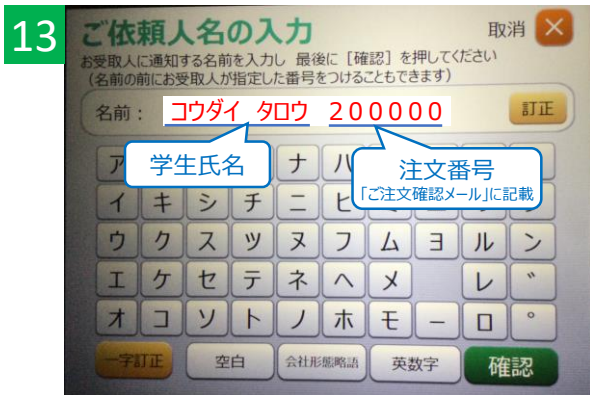 13
ご依頼人名の入力
取消
お受取人に通知する名前を入力し 最後に［確認］を押してください
（名前の前にお受取人が指定した番号をつけることもできます）
名前： コウダイ タロウ 200000 訂正
学生氏名
注文番号
「ご注文確認メール」に記載
ア ナ ハ
イ キ シ チ ニ ヒ
ウ ク ス ツ ヌ フ ム ヨ ル ン
エ ケ セ テ ネ ヘ メ レ ゛
オ コ ソ ト ノ ホ モ ー ロ ゜
一字訂正 空白 会社形態略語 英数字 確認